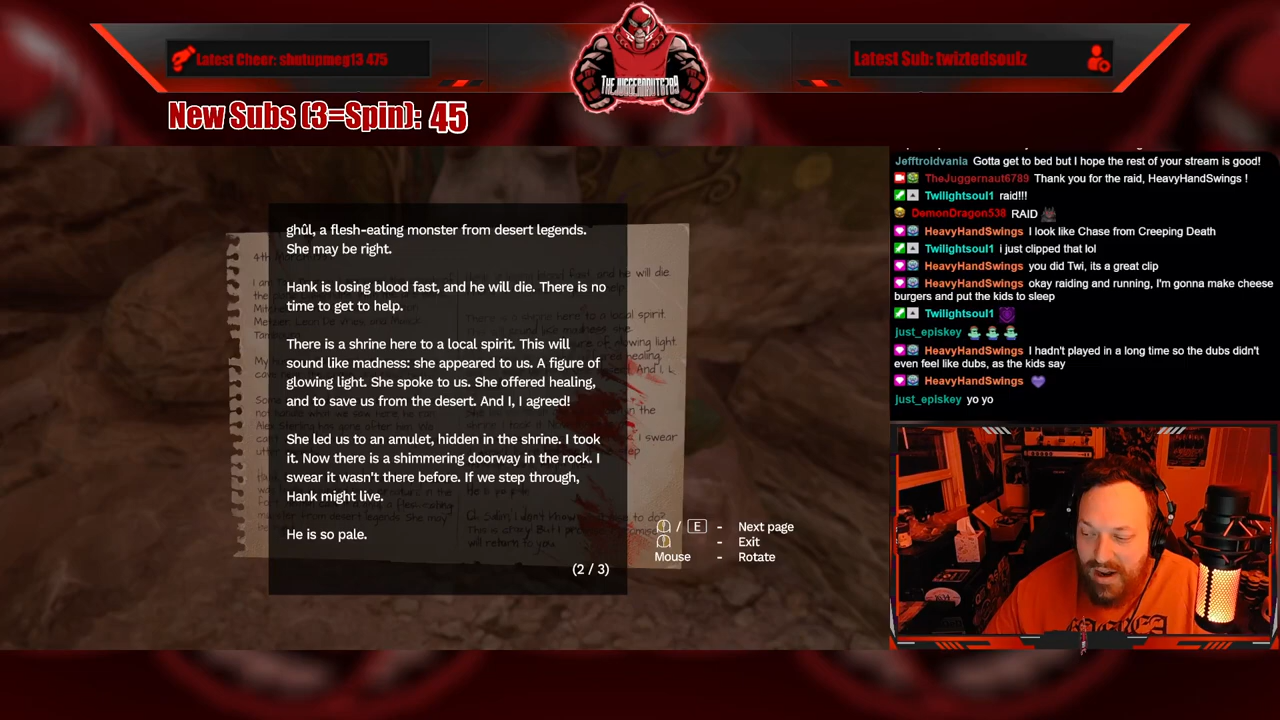 Latest Cheer: shutupmeg13 475
THEJUGGERNAUT6789
Latest Sub: twiztedsoulz
New Subs (3=Spin): 45
ghûl, a flesh-eating monster from desert legends.
She may be right.
Hank is losing blood fast, and he will die. There is no
time to get to help.
There is a shrine here to a local spirit. This will
sound like madness: she appeared to us. A figure of
glowing light. She spoke to us. She offered healing,
and to save us from the desert. And I, I agreed!
She led us to an amulet, hidden in the shrine. I took
it. Now there is a shimmering doorway in the rock. I
swear it wasn't there before. If we step through,
Hank might live.
He is so pale.
(2 / 3)
/ E - Next page
- Exit
Mouse - Rotate
Jefftroldvania Gotta get to bed but I hope the rest of your stream is good!
TheJuggernaut6789 Thank you for the raid, HeavyHandSwings !
Twilightsoul1 raid!!!
DemonDragon538 RAID
HeavyHandSwings I look like Chase from Creeping Death
Twilightsoul1 i just clipped that lol
HeavyHandSwings you did Twi, its a great clip
HeavyHandSwings okay raiding and running, I'm gonna make cheese
burgers and put the kids to sleep
Twilightsoul1
just_episkey
HeavyHandSwings I hadn't played in a long time so the dubs didn't
even feel like dubs, as the kids say
HeavyHandSwings
just_episkey yo yo